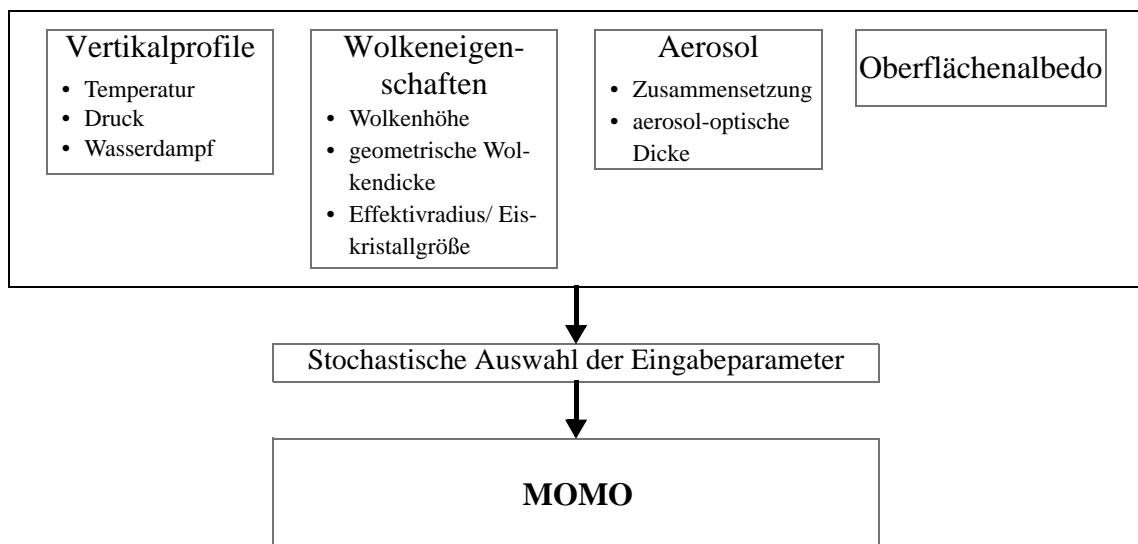 Vertikalprofile
• Temperatur
• Druck
• Wasserdampf
Wolkeneigen-
schaften
• Wolkenhöhe
• geometrische Wol-
kendicke
• Effektivradius/ Eis-
kristallgröße
Aerosol
• Zusammensetzung
• aerosol-optische
Dicke
Oberflächenalbedo
Stochastische Auswahl der Eingabeparameter
MOMO